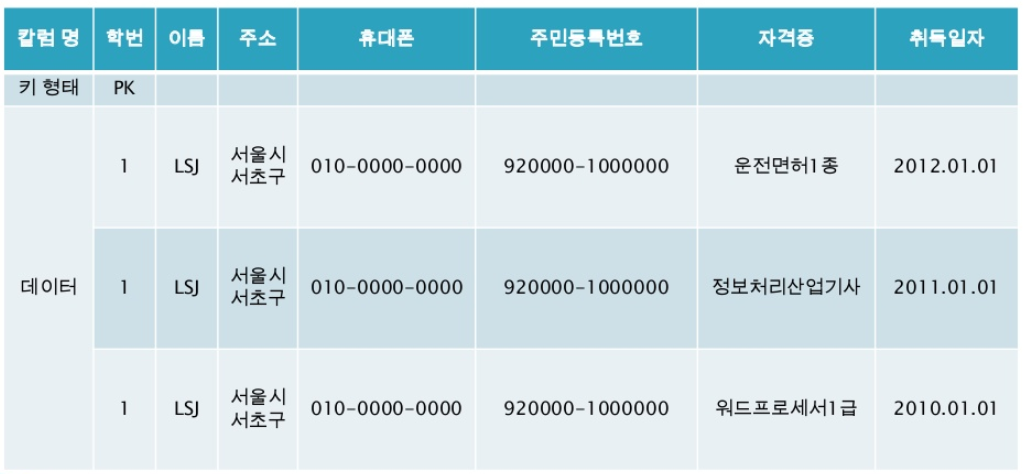 칼럼 명 학번 이름 주소 휴대폰 주민등록번호 자격증 취득일자
키 형태 PK
데이터
1 LSJ 서울시 서초구 010-0000-0000 920000-1000000 운전면허1종 2012.01.01
1 LSJ 서울시 서초구 010-0000-0000 920000-1000000 정보처리산업기사 2011.01.01
1 LSJ 서울시 서초구 010-0000-0000 920000-1000000 워드프로세서1급 2010.01.01